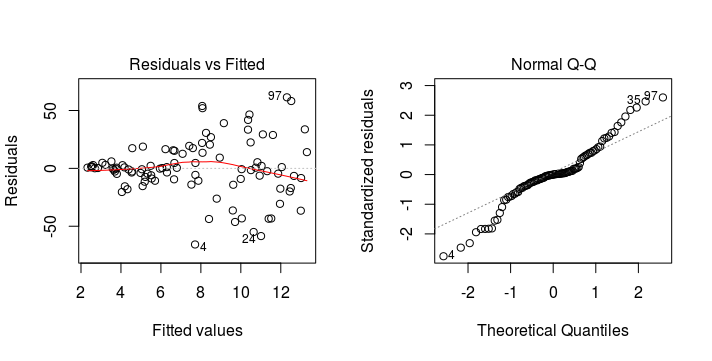 Residuals vs Fitted
Residuals
50
0
-50
97
24
4
2 4 6 8 10 12
Fitted values
Normal Q-Q
Standardized residuals
3
2
1
0
-1
-2
35 97
4
-2 -1 0 1 2
Theoretical Quantiles